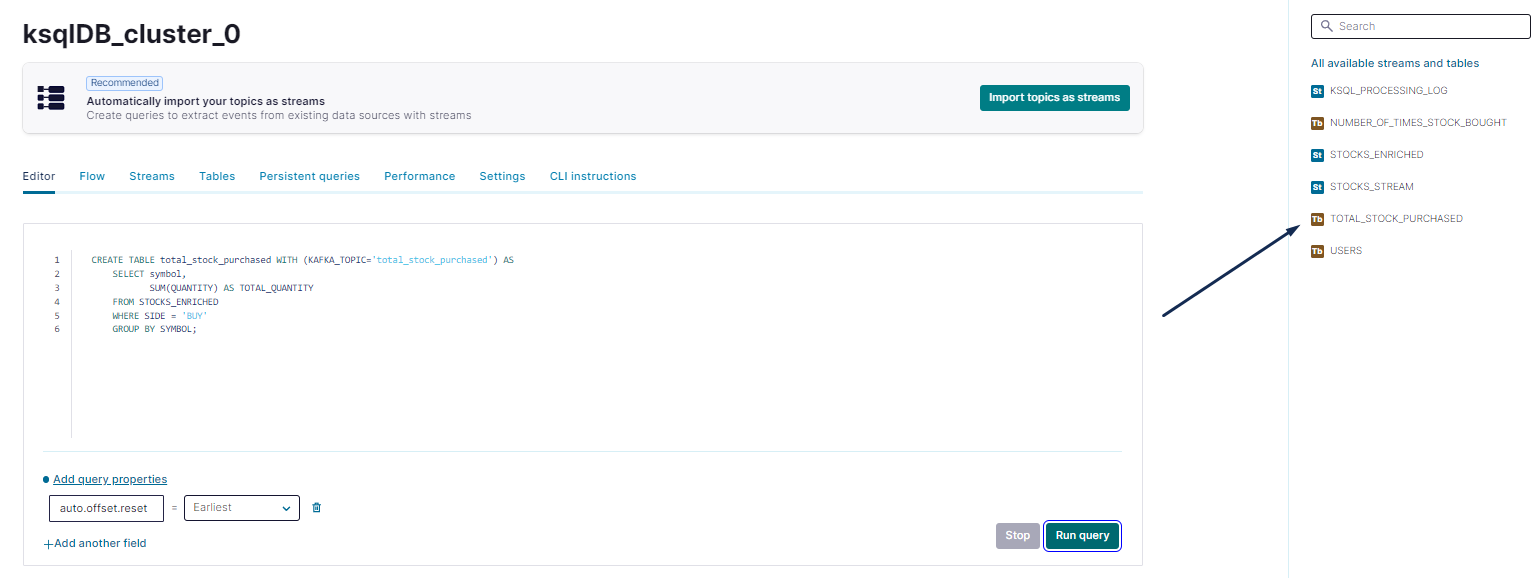 ksqlDB_cluster_0
Recommended
Automatically import your topics as streams
Create queries to extract events from existing data sources with streams
Import topics as streams
Editor Flow Streams Tables Persistent queries Performance Settings CLI instructions
1 CREATE TABLE total_stock_purchased WITH (KAFKA_TOPIC='total_stock_purchased') AS
2 SELECT symbol,
3 SUM(QUANTITY) AS TOTAL_QUANTITY
4 FROM STOCKS_ENRICHED
5 WHERE SIDE = 'BUY'
6 GROUP BY SYMBOL;
Add query properties
auto.offset.reset = Earliest
+Add another field
Stop Run query
Search
All available streams and tables
St KSQL_PROCESSING_LOG
Tb NUMBER_OF_TIMES_STOCK_BOUGHT
St STOCKS_ENRICHED
St STOCKS_STREAM
Tb TOTAL_STOCK_PURCHASED
Tb USERS